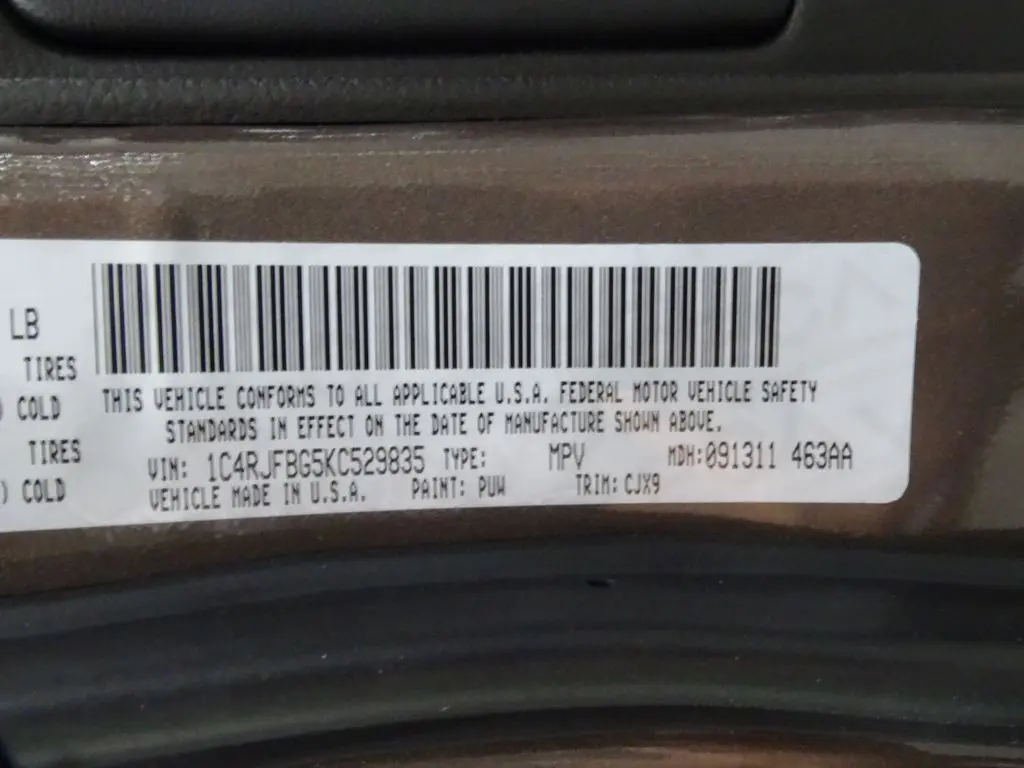 LB
TIRES
) COLD
TIRES
) COLD
THIS VEHICLE CONFORMS TO ALL APPLICABLE U.S.A. FEDERAL MOTOR VEHICLE SAFETY
STANDARDS IN EFFECT ON THE DATE OF MANUFACTURE SHOWN ABOVE.
VIN: 1C4RJFBG5KC529835 TYPE: MPV MDH:091311 463AA
VEHICLE MADE IN U.S.A. PAINT: PUW TRIM: CJX9